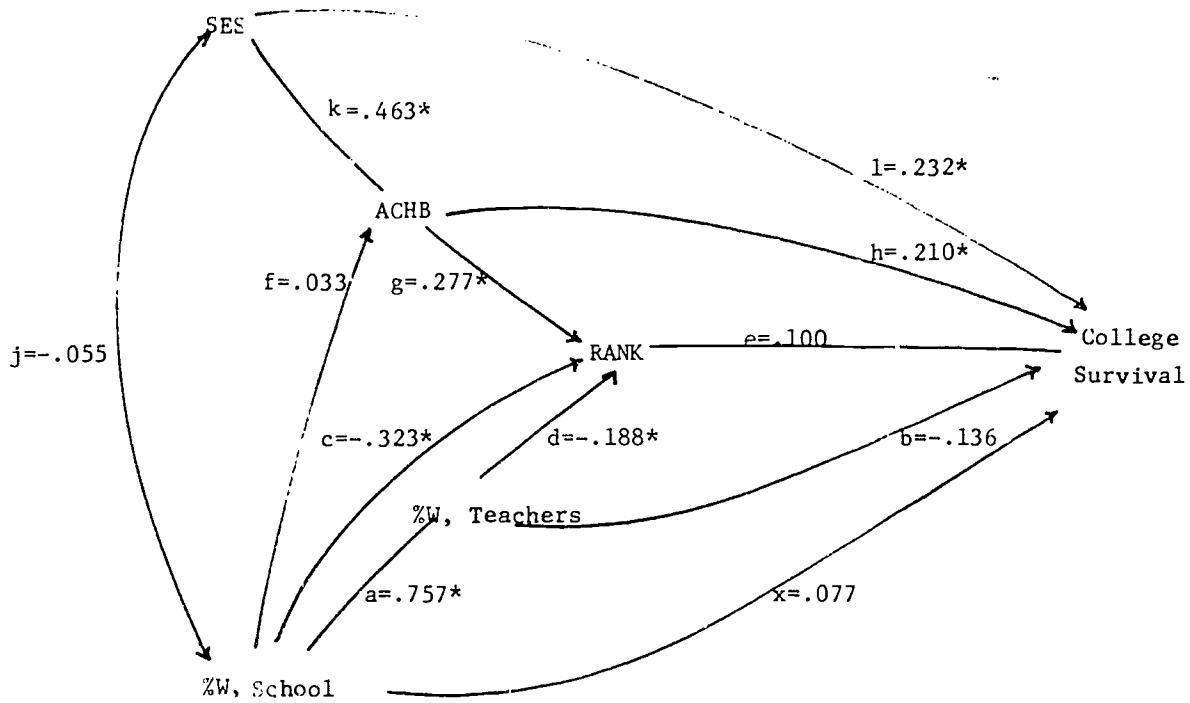 SES
k=.463*
l=.232*
ACHB
h=.210*
f=.033
g=.277*
e=.100
College
Survival
RANK
j=-.055
c=-.323*
d=-.188*
b=-.136
%W, Teachers
a=.757*
x=.077
%W, School